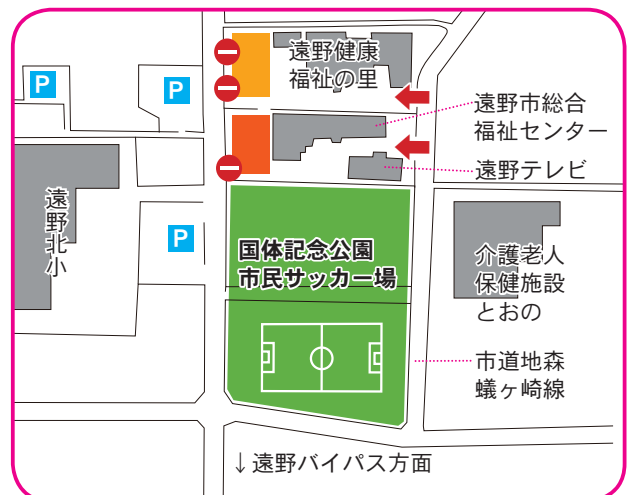 遠野健康
福祉の里
P
P
遠野市総合
福祉センター
遠野テレビ
遠野北小
P
国体記念公園
市民サッカー場
介護老人
保健施設
とおの
市道地森
蟻ヶ崎線
↓遠野バイパス方面